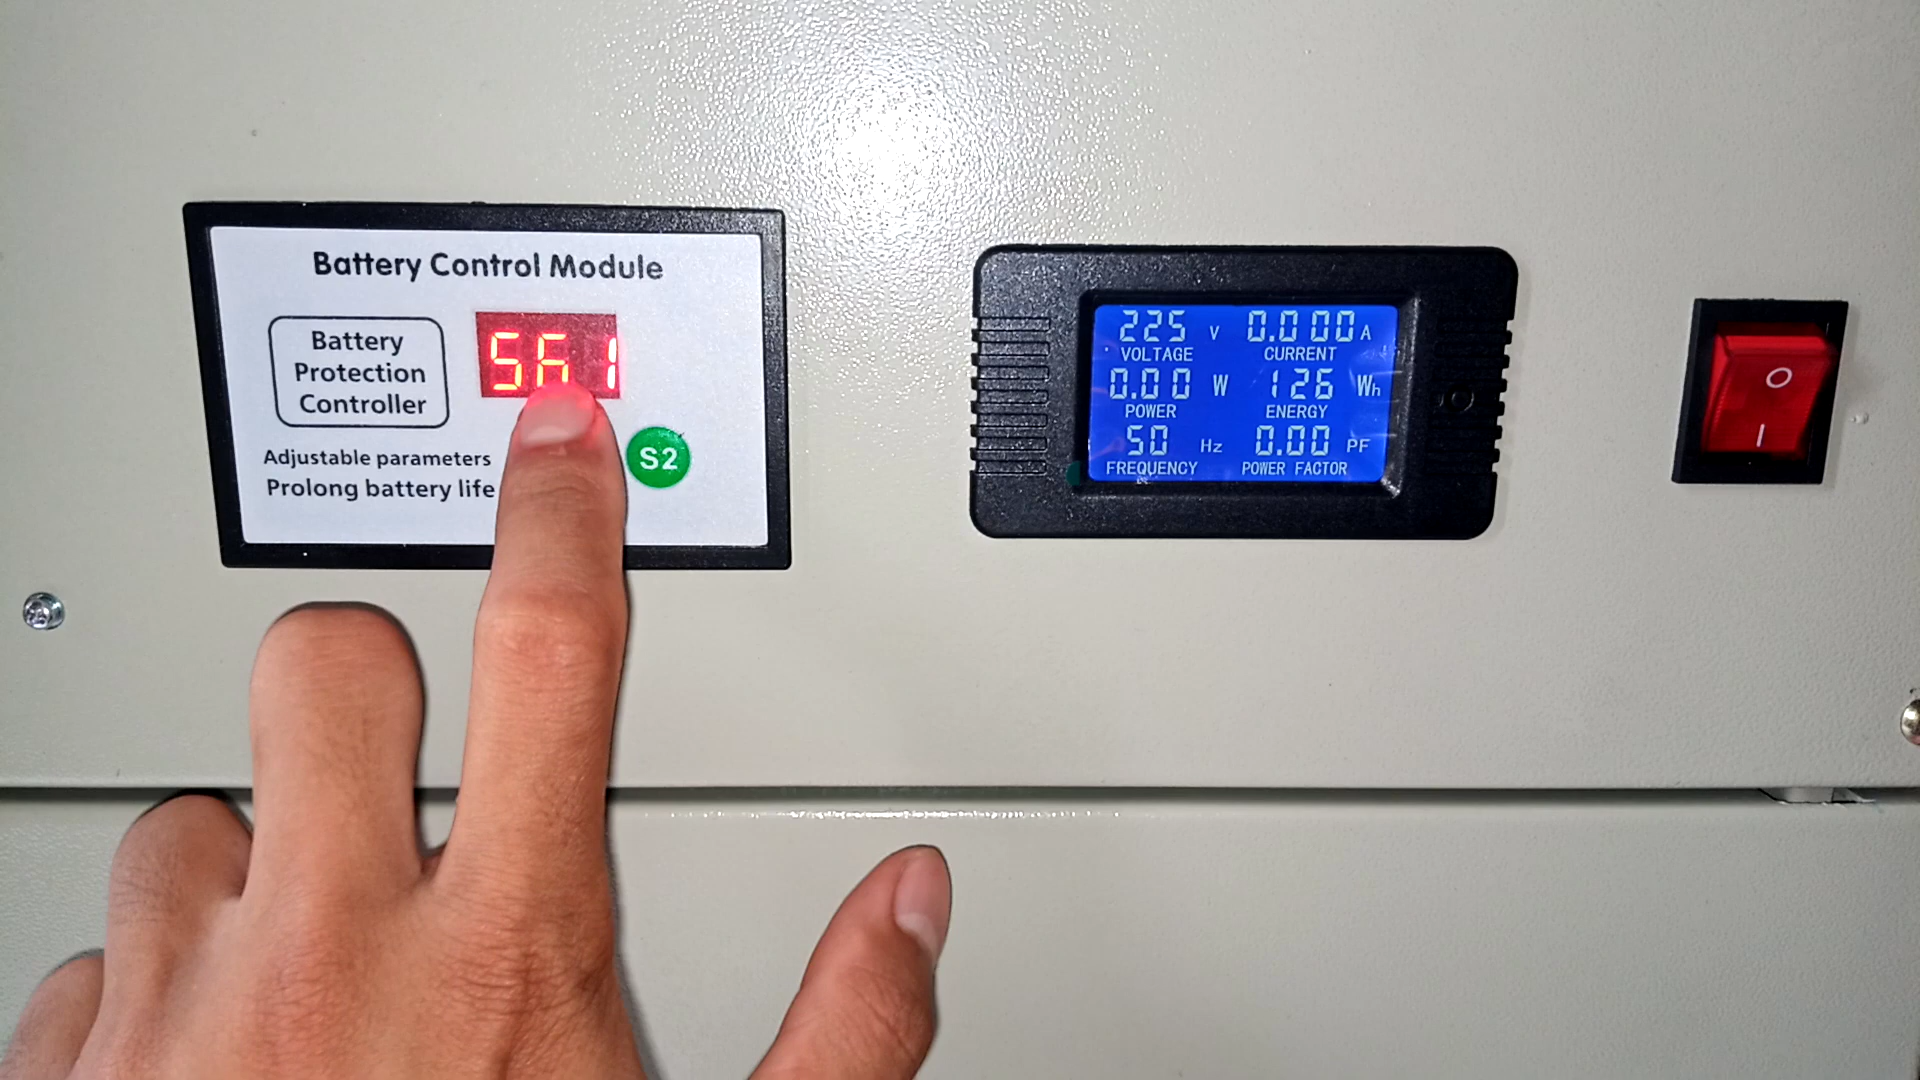 Battery Control Module
Battery
Protection
Controller
561
Adjustable parameters
Prolong battery life
S2
225 V 0.000 A
VOLTAGE CURRENT
0.00 W 126 Wh
POWER ENERGY
50 Hz 0.00 PF
FREQUENCY POWER FACTOR
O
I